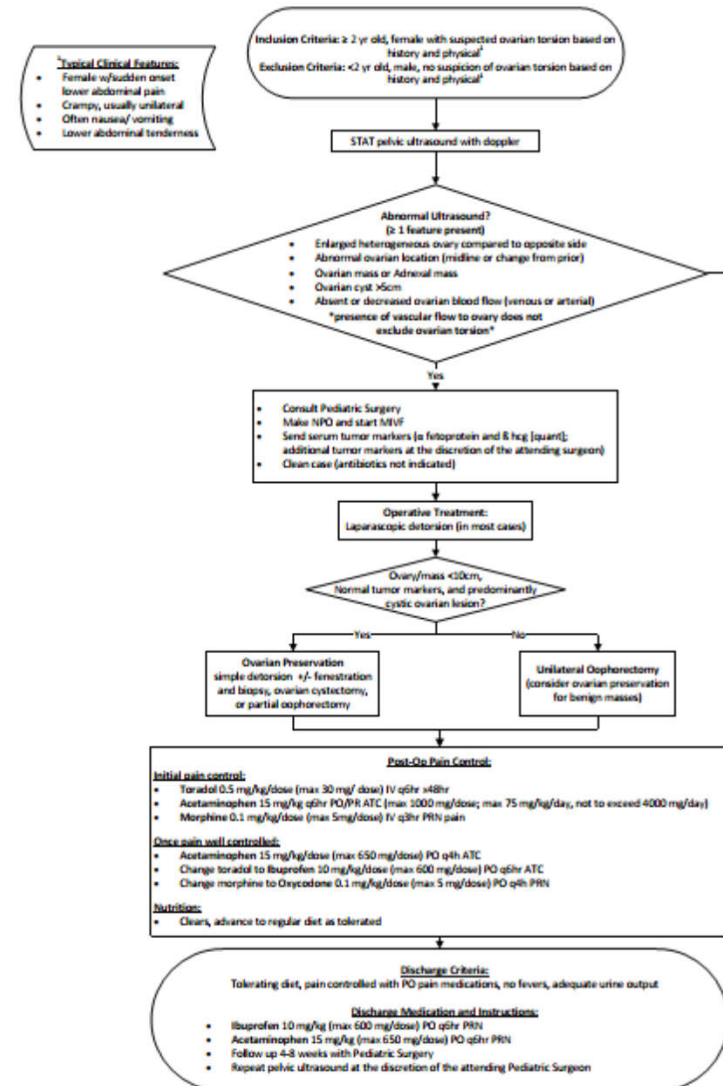 Inclusion Criteria: ≥ 2 yr old, female with suspected ovarian torsion based on
history and physical¹
Exclusion Criteria: <2 yr old, male, no suspicion of ovarian torsion based on
history and physical¹
¹Typical Clinical Features:
• Female w/sudden onset
lower abdominal pain
• Crampy, usually unilateral
• Often nausea/ vomiting
• Lower abdominal tenderness
STAT pelvic ultrasound with doppler
Abnormal Ultrasound?
(≥ 1 feature present)
• Enlarged heterogeneous ovary compared to opposite side
• Abnormal ovarian location (midline or change from prior)
• Ovarian mass or Adnexal mass
• Ovarian cyst >5cm
• Absent or decreased ovarian blood flow (venous or arterial)
*presence of vascular flow to ovary does not
exclude ovarian torsion*
Yes
• Consult Pediatric Surgery
• Make NPO and start MIVF
• Send serum tumor markers (α fetoprotein and ß hcg [quant];
additional tumor markers at the discretion of the attending surgeon)
• Clean case (antibiotics not indicated)
Operative Treatment:
Laparascopic detorsion (in most cases)
Ovary/mass <10cm,
Normal tumor markers, and predominantly
cystic ovarian lesion?
Yes
No
Ovarian Preservation
simple detorsion +/- fenestration
and biopsy, ovarian cystectomy,
or partial oophorectomy
Unilateral Oophorectomy
(consider ovarian preservation
for benign masses)
Post-Op Pain Control:
Initial pain control:
• Toradol 0.5 mg/kg/dose (max 30 mg/ dose) IV q6hr x48hr
• Acetaminophen 15 mg/kg q6hr PO/PR ATC (max 1000 mg/dose; max 75 mg/kg/day, not to exceed 4000 mg/day)
• Morphine 0.1 mg/kg/dose (max 5mg/dose) IV q3hr PRN pain
Once pain well controlled:
• Acetaminophen 15 mg/kg/dose (max 650 mg/dose) PO q4h ATC
• Change toradol to Ibuprofen 10 mg/kg/dose (max 600 mg/dose) PO q6hr ATC
• Change morphine to Oxycodone 0.1 mg/kg/dose (max 5 mg/dose) PO q4h PRN
Nutrition:
• Clears, advance to regular diet as tolerated
Discharge Criteria:
Tolerating diet, pain controlled with PO pain medications, no fevers, adequate urine output
Discharge Medication and Instructions:
• Ibuprofen 10 mg/kg (max 600 mg/dose) PO q6hr PRN
• Acetaminophen 15 mg/kg (max 650 mg/dose) PO q6hr PRN
• Follow up 4-8 weeks with Pediatric Surgery
• Repeat pelvic ultrasound at the discretion of the attending Pediatric Surgeon